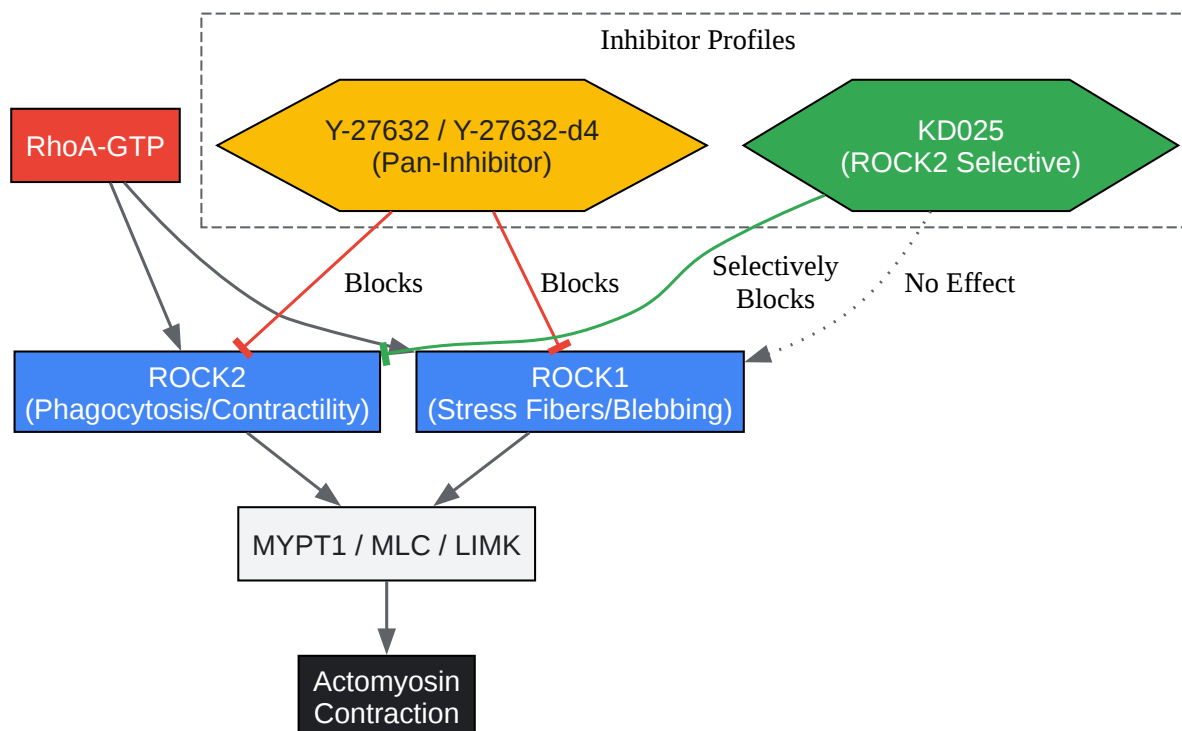 Inhibitor Profiles
RhoA-GTP
Y-27632 / Y-27632-d4
(Pan-Inhibitor)
KD025
(ROCK2 Selective)
Blocks
Blocks
Selectively
Blocks
No Effect
ROCK2
(Phagocytosis/Contractility)
ROCK1
(Stress Fibers/Blebbing)
MYPT1 / MLC / LIMK
Actomyosin
Contraction